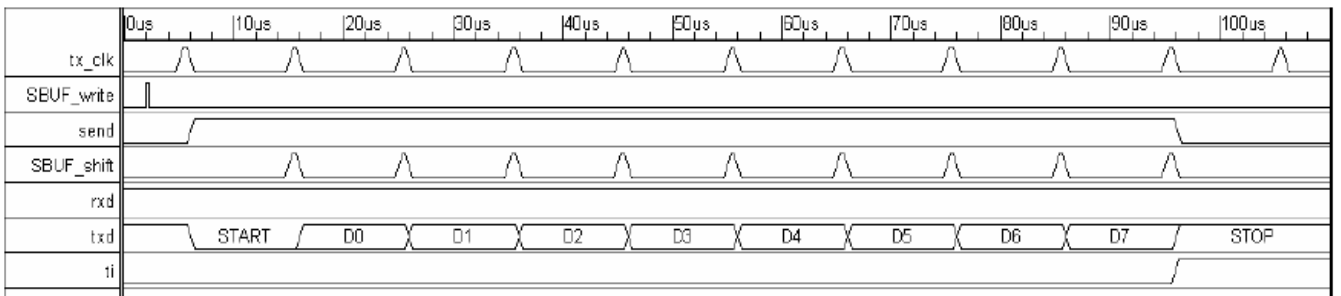 0us 10us 20us 30us 40us 50us 60us 70us 80us 90us 100us
tx_clk
SBUF_write
send
SBUF_shift
rxd
txd START D0 D1 D2 D3 D4 D5 D6 D7 STOP
ti